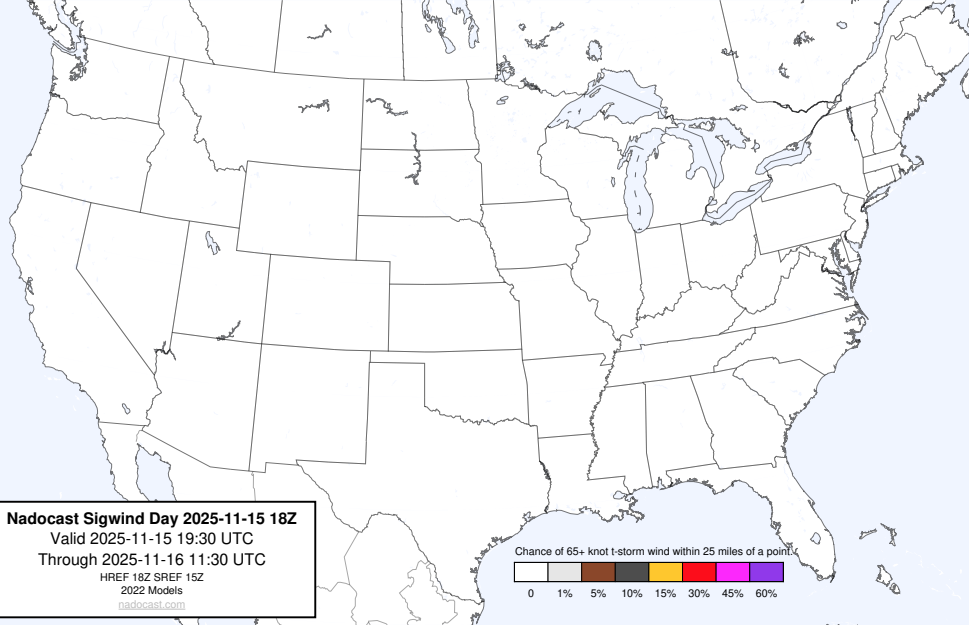 Nadocast Sigwind Day 2025-11-15 18Z
Valid 2025-11-15 19:30 UTC
Through 2025-11-16 11:30 UTC
HREF 18Z SREF 15Z
2022 Models
nadocast.com
Chance of 65+ knot t-storm wind within 25 miles of a point.
0 1% 5% 10% 15% 30% 45% 60%